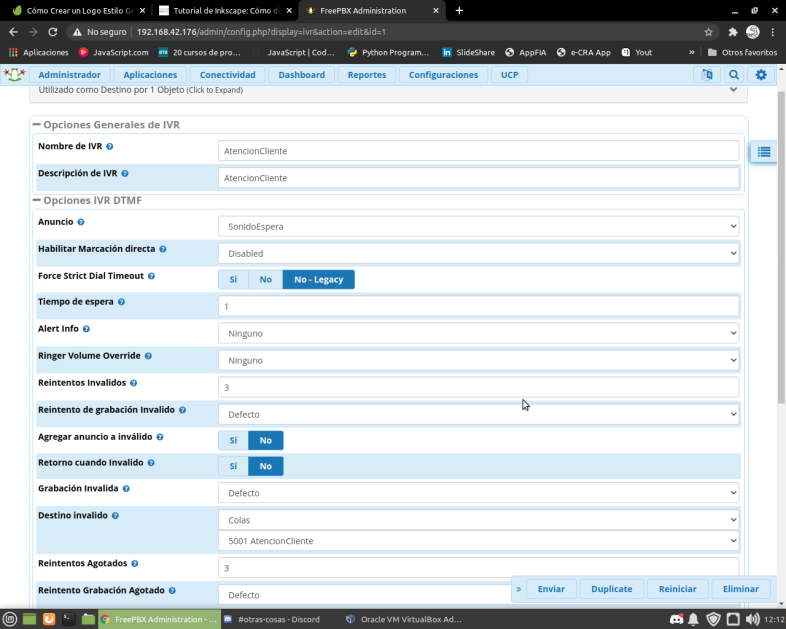 Cómo Crear un Logo Estilo G
Tutorial de Inkscape: Cómo d
FreePBX Administration
No seguro | 192.168.42.176/admin/config.php?display=ivr&action=edit&id=1
Aplicaciones
JavaScript.com
20 cursos de pro...
JavaScript | Cod...
Python Program...
SlideShare
AppFIA
e-CRA App
Yout
»
Otros favoritos
Administrador
Aplicaciones
Conectividad
Dashboard
Reportes
Configuraciones
UCP
Utilizado como Destino por 1 Objeto (Click to Expand)
Opciones Generales de IVR
Nombre de IVR
AtencionCliente
Descripción de IVR
AtencionCliente
Opciones IVR DTMF
Anuncio
SonidoEspera
Habilitar Marcación directa
Disabled
Force Strict Dial Timeout
Si No No - Legacy
Tiempo de espera
1
Alert Info
Ninguno
Ringer Volume Override
Ninguno
Reintentos Invalidos
3
Reintento de grabación Invalido
Defecto
Agregar anuncio a inválido
Si No
Retorno cuando Invalido
Si No
Grabación Invalida
Defecto
Destino invalido
Colas
5001 AtencionCliente
Reintentos Agotados
3
Reintento Grabación Agotado
Defecto
» Enviar Duplicate Reiniciar Eliminar
FreePBX Administration - ...
#otras-cosas - Discord
Oracle VM VirtualBox Ad...
12:12